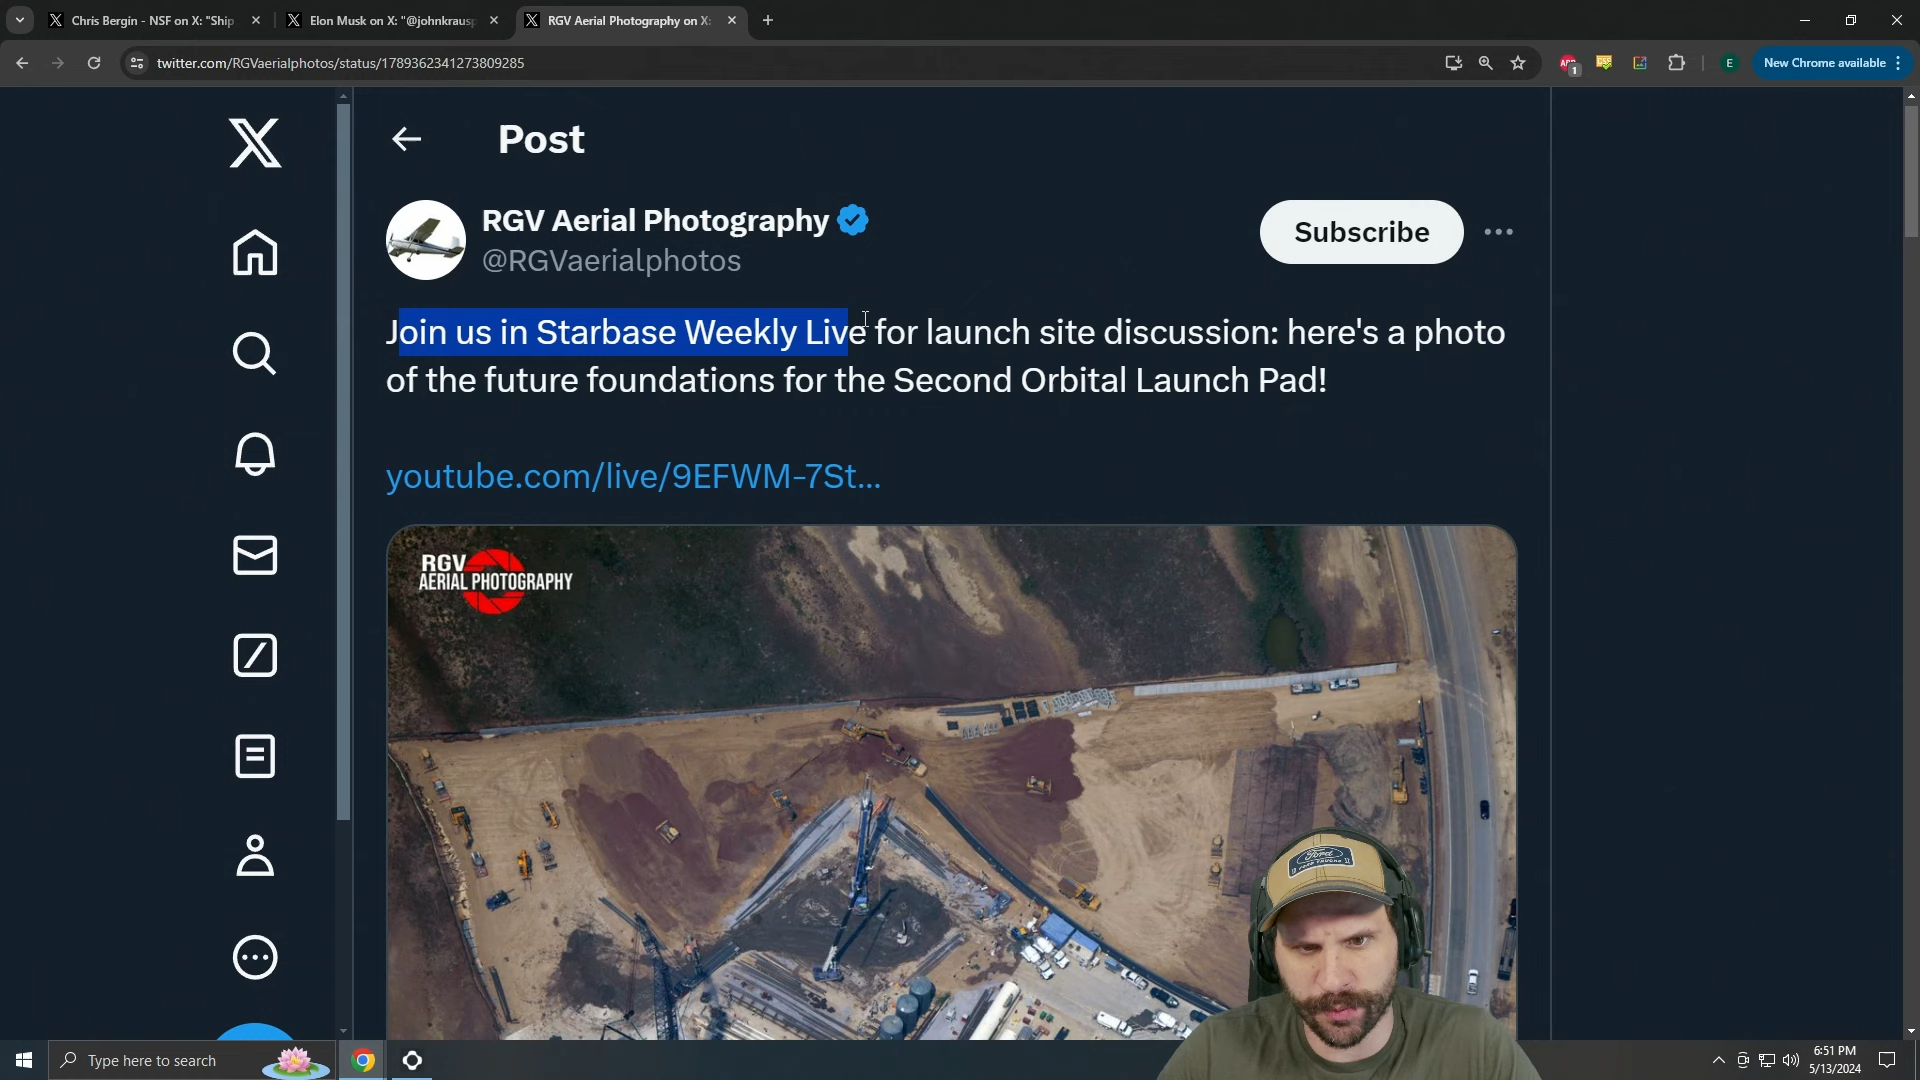 Chris Bergin - NSF on X: "Ship
Elon Musk on X: "@johnkrausp
RGV Aerial Photography on X:
twitter.com/RGVaerialphotos/status/1789362341273809285
1
E
New Chrome available
Post
RGV Aerial Photography
@RGVaerialphotos
Subscribe
Join us in Starbase Weekly Live for launch site discussion: here's a photo
of the future foundations for the Second Orbital Launch Pad!
youtube.com/live/9EFWM-7St...
RGV
AERIAL PHOTOGRAPHY
Ford
Type here to search
6:51 PM
5/13/2024